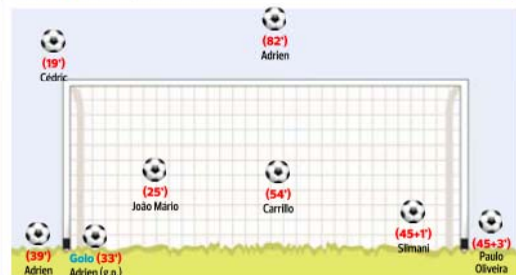 (19')
Cédric
(82')
Adrien
(25')
João Mário
(54')
Carrillo
(45+1')
Slimani
(39')
Adrien
Golo (33')
Adrien (g.p.)
(45+3')
Paulo
Oliveira